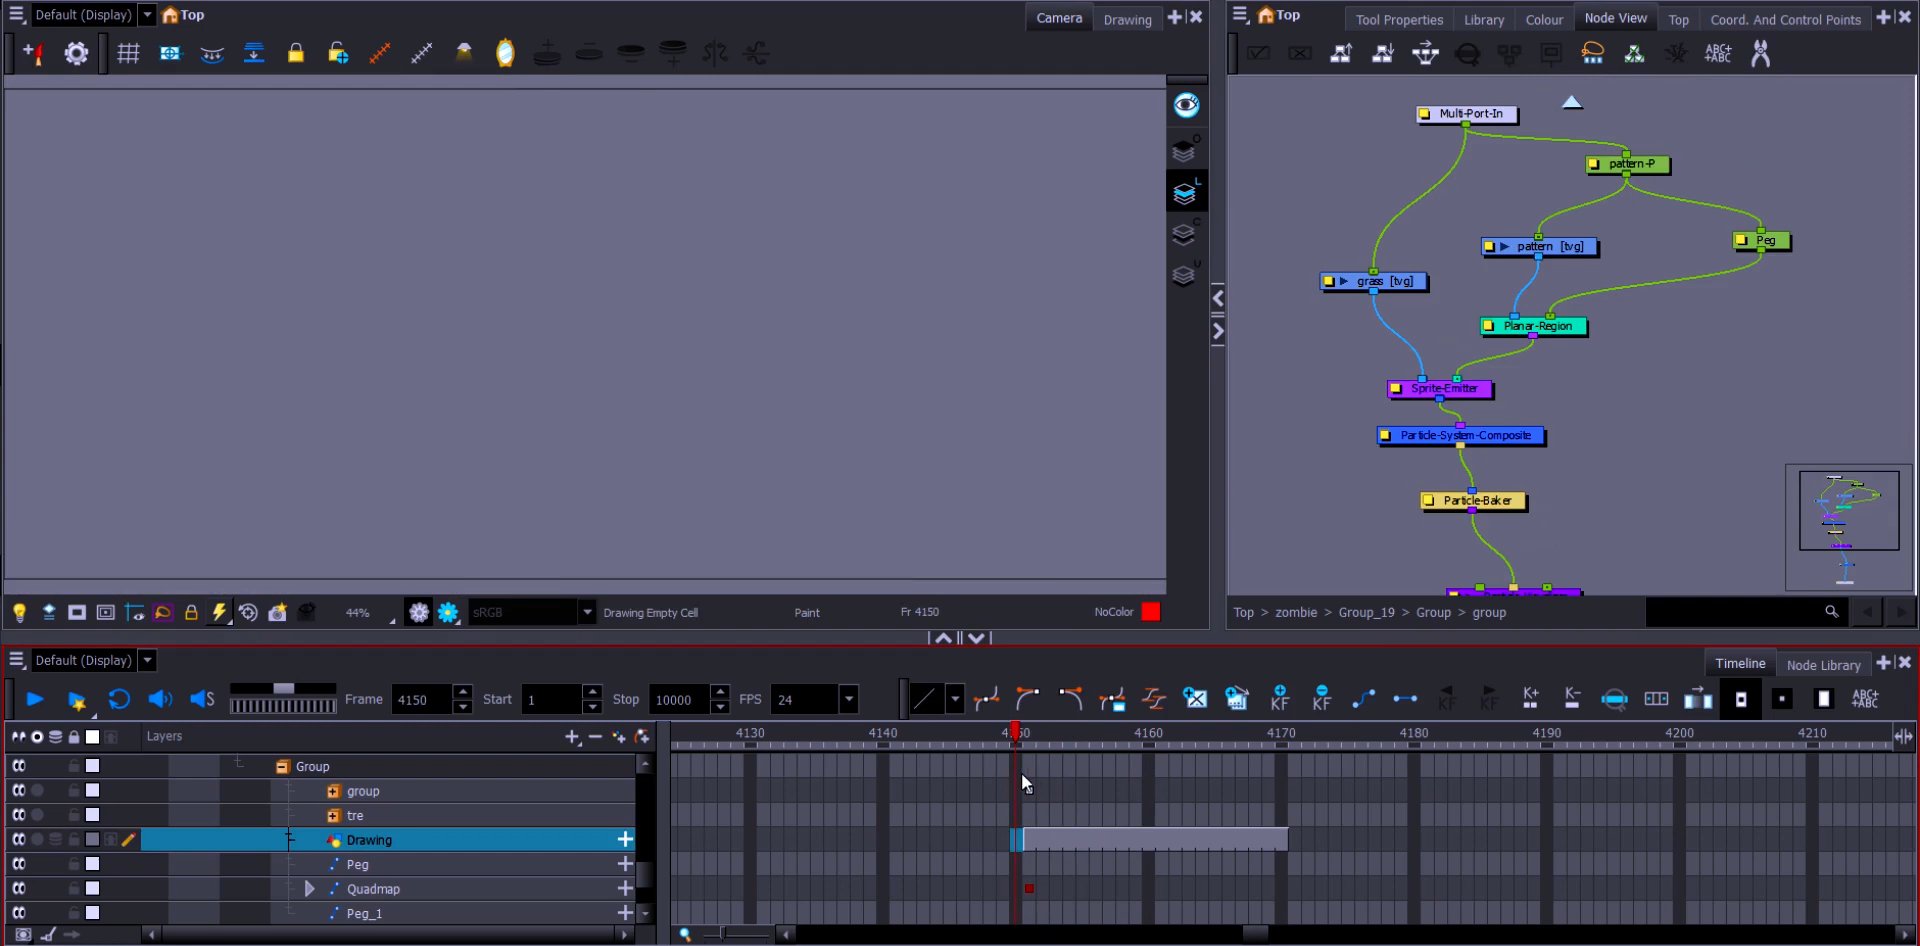 Default (Display) Top Camera Drawing
Top Tool Properties Library Colour Node View Top Coord. And Control Points
ABC
+ABC
O
L
C
U
Multi-Port-In
pattern-P
pattern [tvg]
Peg
grass [tvg]
Planar-Region
Sprite-Emitter
Particle-System-Composite
Particle-Baker
44% sRGB Drawing Empty Cell Paint Fr 4150 NoColor
Top > zombie > Group_19 > Group > group
Default (Display) Timeline Node Library
S Frame 4150 Start 1 Stop 10000 FPS 24 KF KF KF KF K+ K- ABC
+ABC
Layers 4130 4140 4150 4160 4170 4180 4190 4200 4210
Group
group
tre
Drawing
Peg
Quadmap
Peg_1